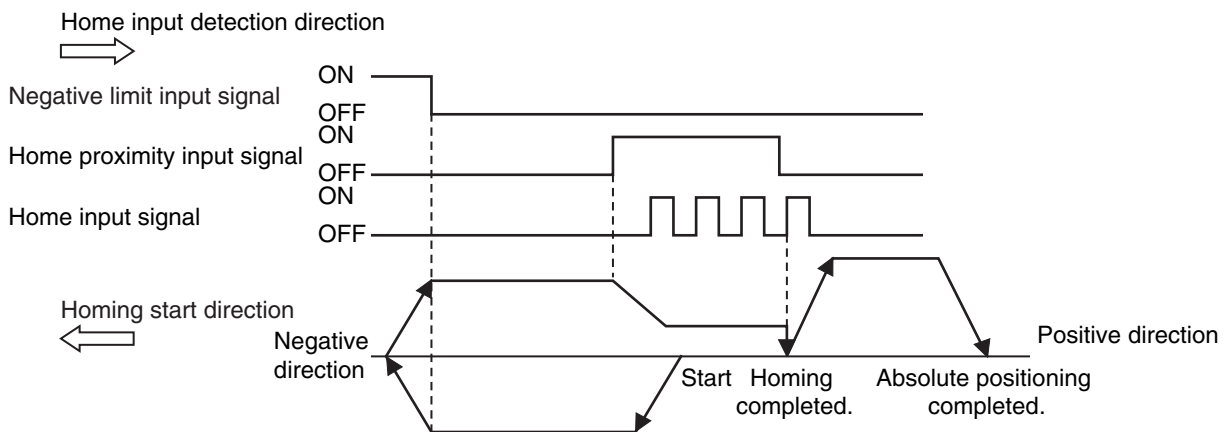 Home input detection direction
ON
Negative limit input signal
OFF
ON
Home proximity input signal
OFF
ON
Home input signal
OFF
Homing start direction
Negative
direction
Positive direction
Start
Homing
completed.
Absolute positioning
completed.